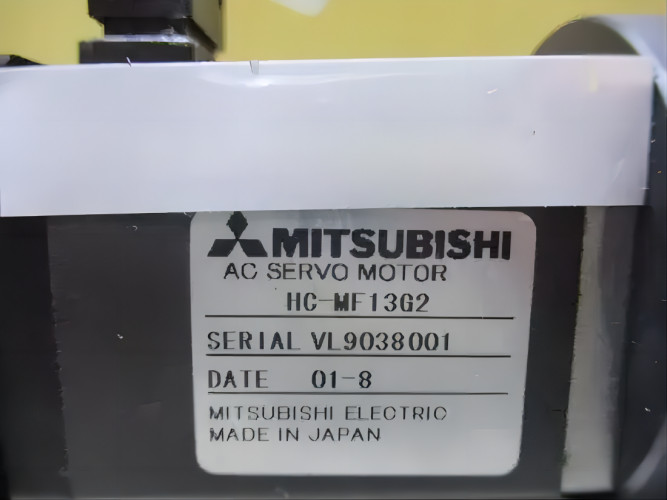 MITSUBISHI
AC SERVO MOTOR
HC-MF13G2
SERIAL VL9038001
DATE 01-8
MITSUBISHI ELECTRIC
MADE IN JAPAN